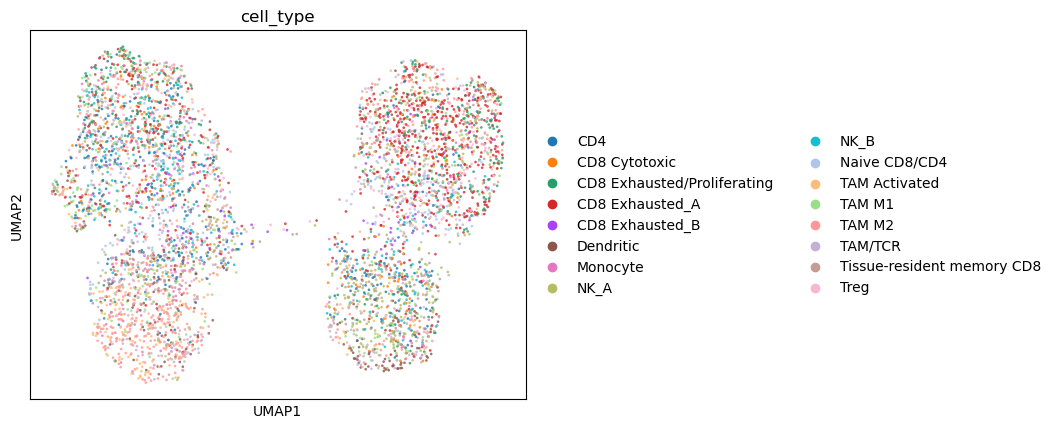 cell_type
UMAP2
UMAP1
CD4
CD8 Cytotoxic
CD8 Exhausted/Proliferating
CD8 Exhausted_A
CD8 Exhausted_B
Dendritic
Monocyte
NK_A
NK_B
Naive CD8/CD4
TAM Activated
TAM M1
TAM M2
TAM/TCR
Tissue-resident memory CD8
Treg